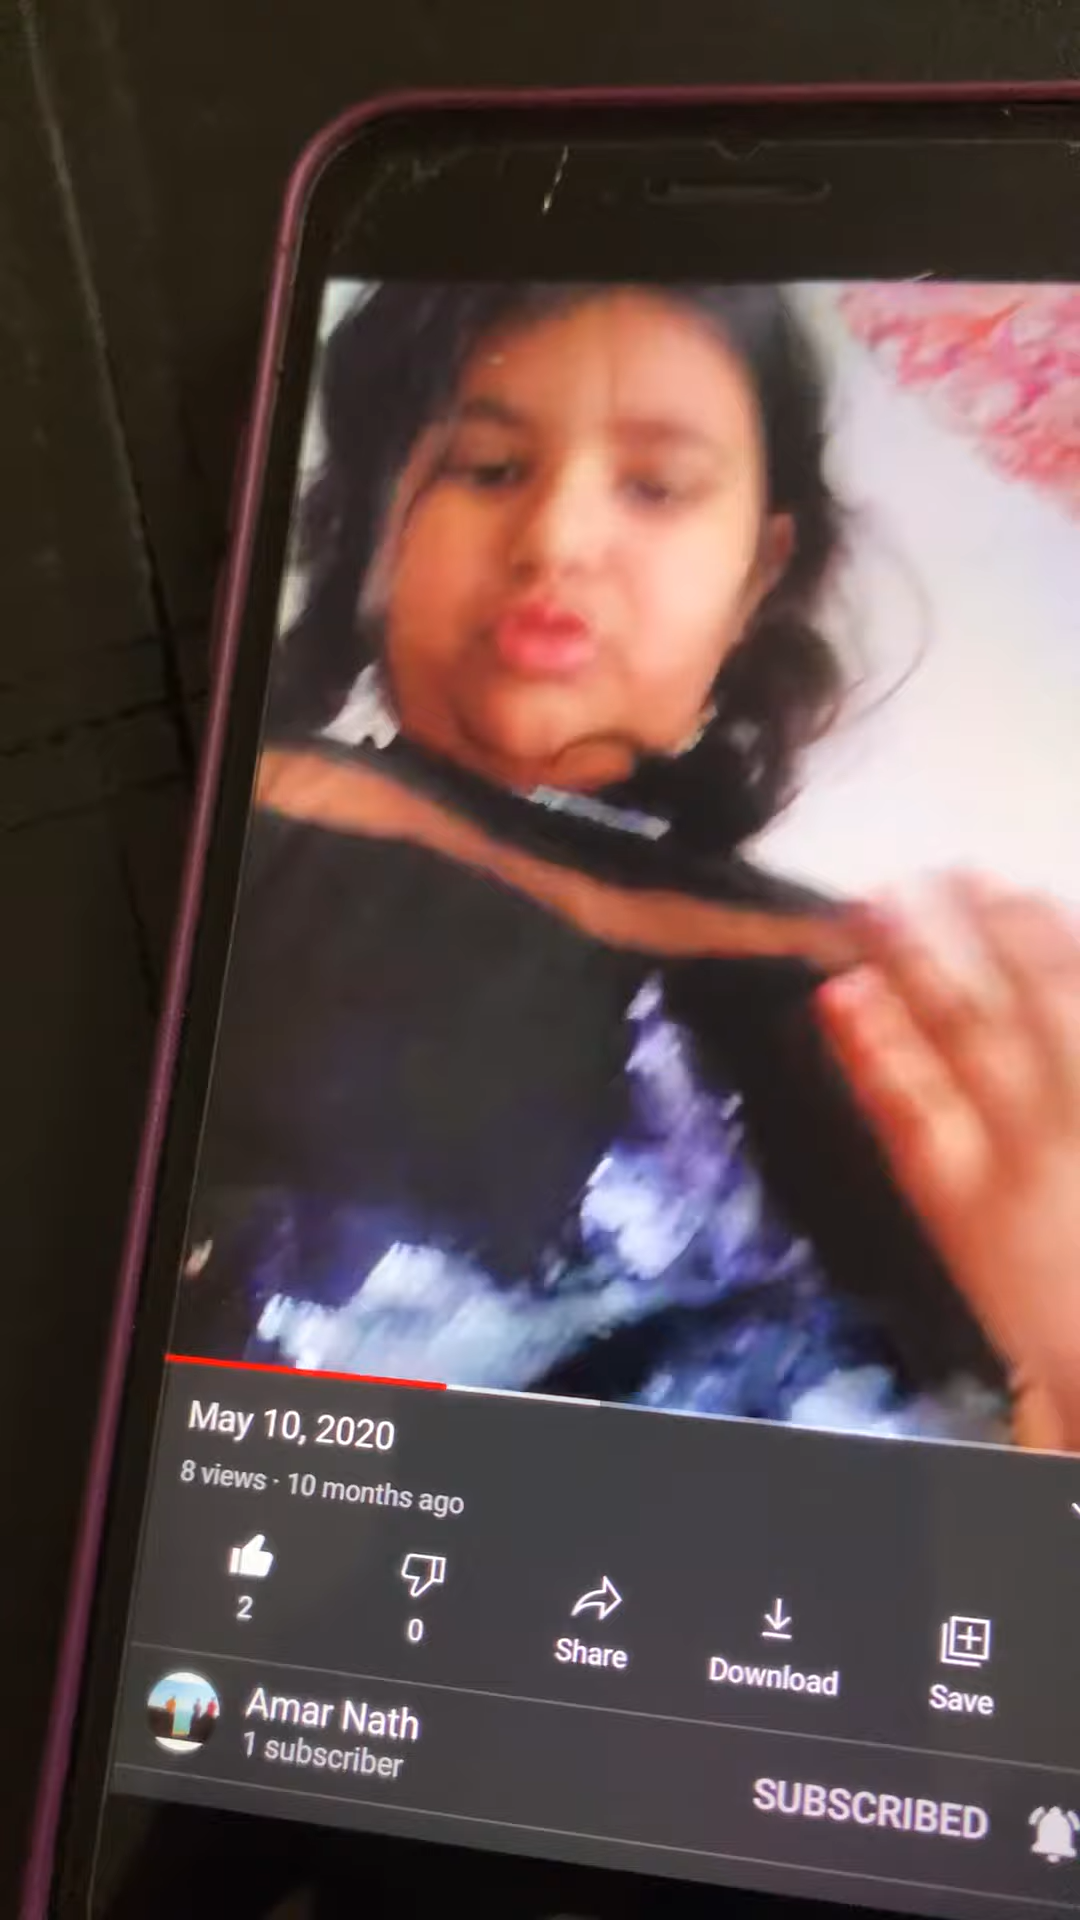 May 10, 2020
8 views · 10 months ago
2
0
Share
Download
Save
Amar Nath
1 subscriber
SUBSCRIBED